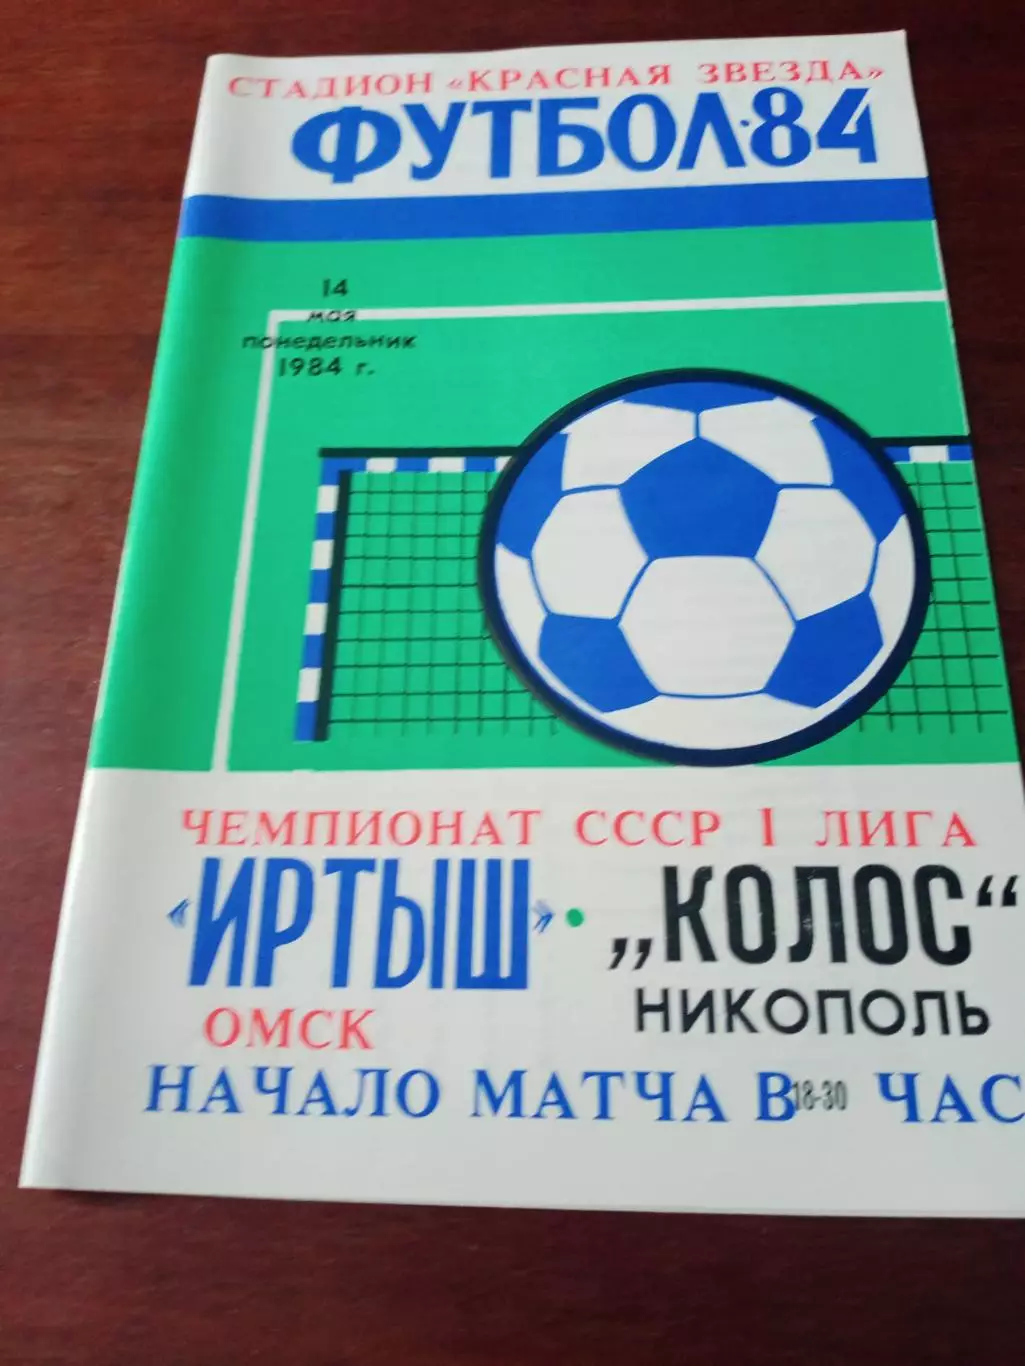 СТАДИОН «КРАСНАЯ ЗВЕЗДА»
ФУТБОЛ·84
14
мая
понедельник
1984 г.
ЧЕМПИОНАТ СССР I ЛИГА
«ИРТЫШ» · „КОЛОС“
ОМСК НИКОПОЛЬ
НАЧАЛО МАТЧА В 18-30 ЧАС